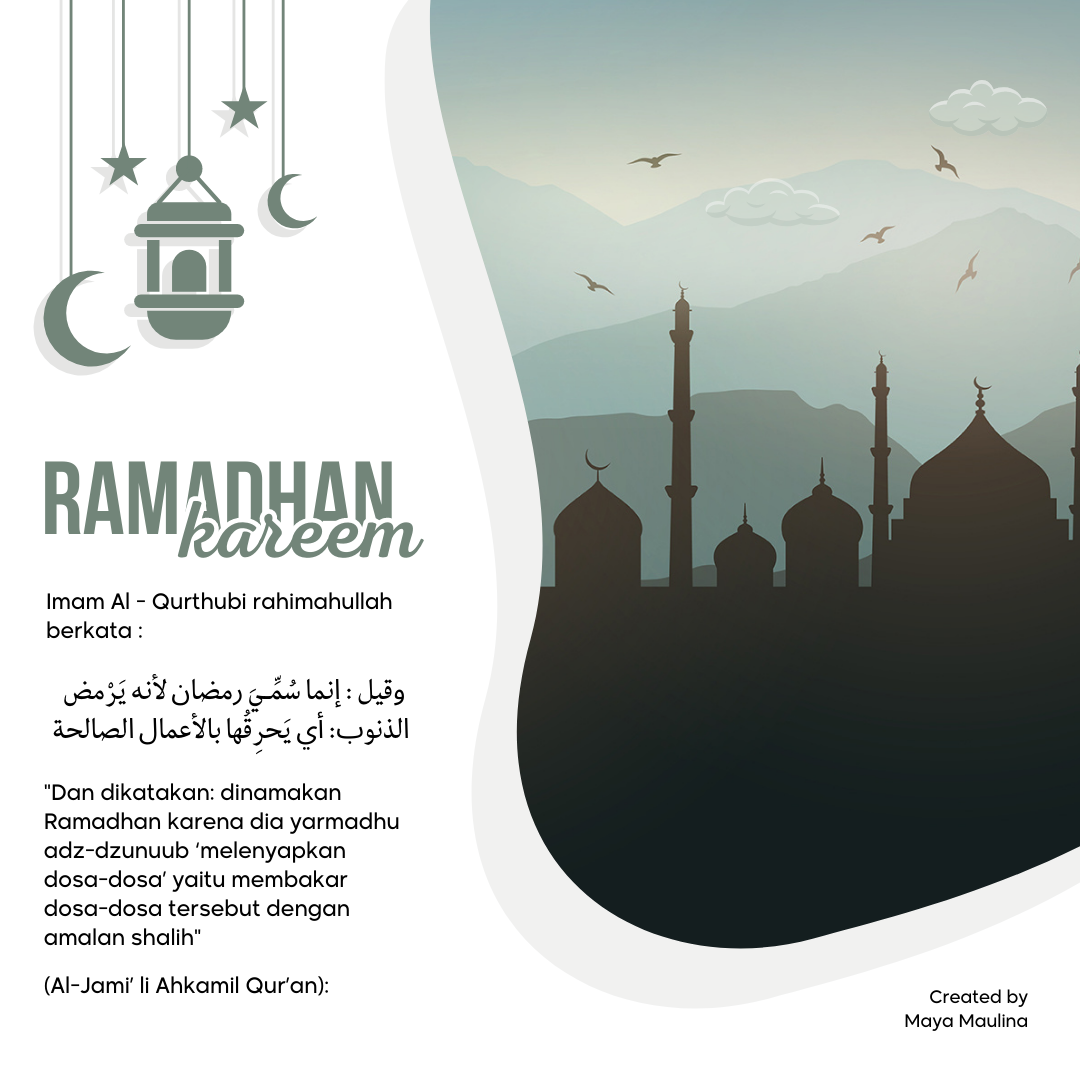 RAMADHAN
kareem
Imam Al - Qurthubi rahimahullah
berkata :
وقيل : إنما سُمِّيَ رمضان لأنه يَرْمض
الذنوب: أي يَحرِقُها بالأعمال الصالحة
"Dan dikatakan: dinamakan
Ramadhan karena dia yarmadhu
adz-dzunuub ‘melenyapkan
dosa-dosa’ yaitu membakar
dosa-dosa tersebut dengan
amalan shalih"
(Al-Jami’ li Ahkamil Qur’an):
Created by
Maya Maulina